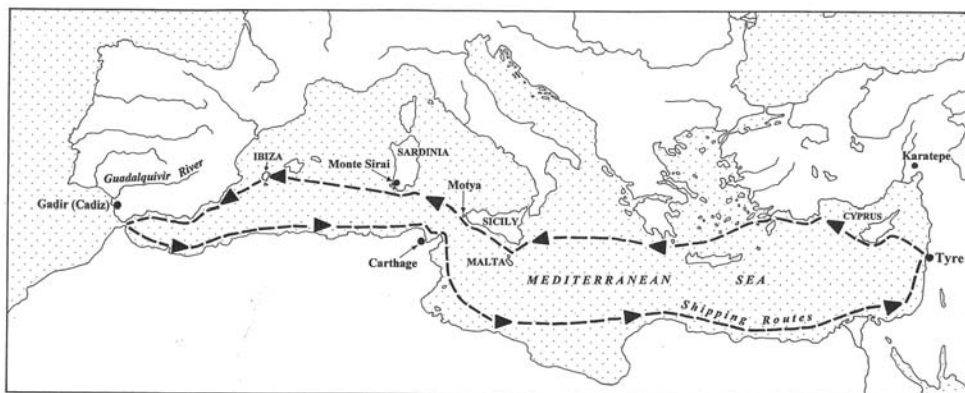 IBIZA
Guadalquivir River
Gadir (Cadiz)
Monte Sirai
SARDINIA
Motya
SICILY
MALTA
Carthage
MEDITERRANEAN SEA
Shipping Routes
Karatepe
CYPRUS
Tyre